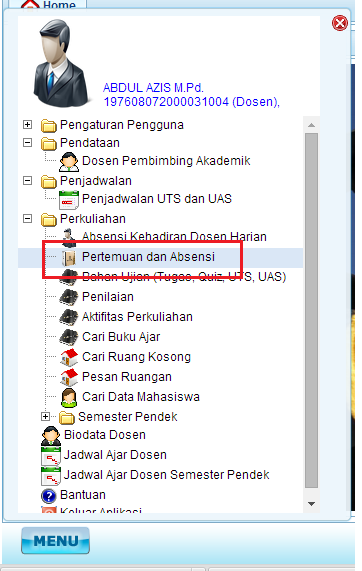 Home
ABDUL AZIS M.Pd.
197608072000031004 (Dosen),
Pengaturan Pengguna
Pendataan
Dosen Pembimbing Akademik
Penjadwalan
Penjadwalan UTS dan UAS
Perkuliahan
Absensi Kehadiran Dosen Harian
Pertemuan dan Absensi
Bahan Ujian (Tugas, Quiz, UTS, UAS)
Penilaian
Aktifitas Perkuliahan
Cari Buku Ajar
Cari Ruang Kosong
Pesan Ruangan
Cari Data Mahasiswa
Semester Pendek
Biodata Dosen
Jadwal Ajar Dosen
Jadwal Ajar Dosen Semester Pendek
Bantuan
Keluar Aplikasi
MENU